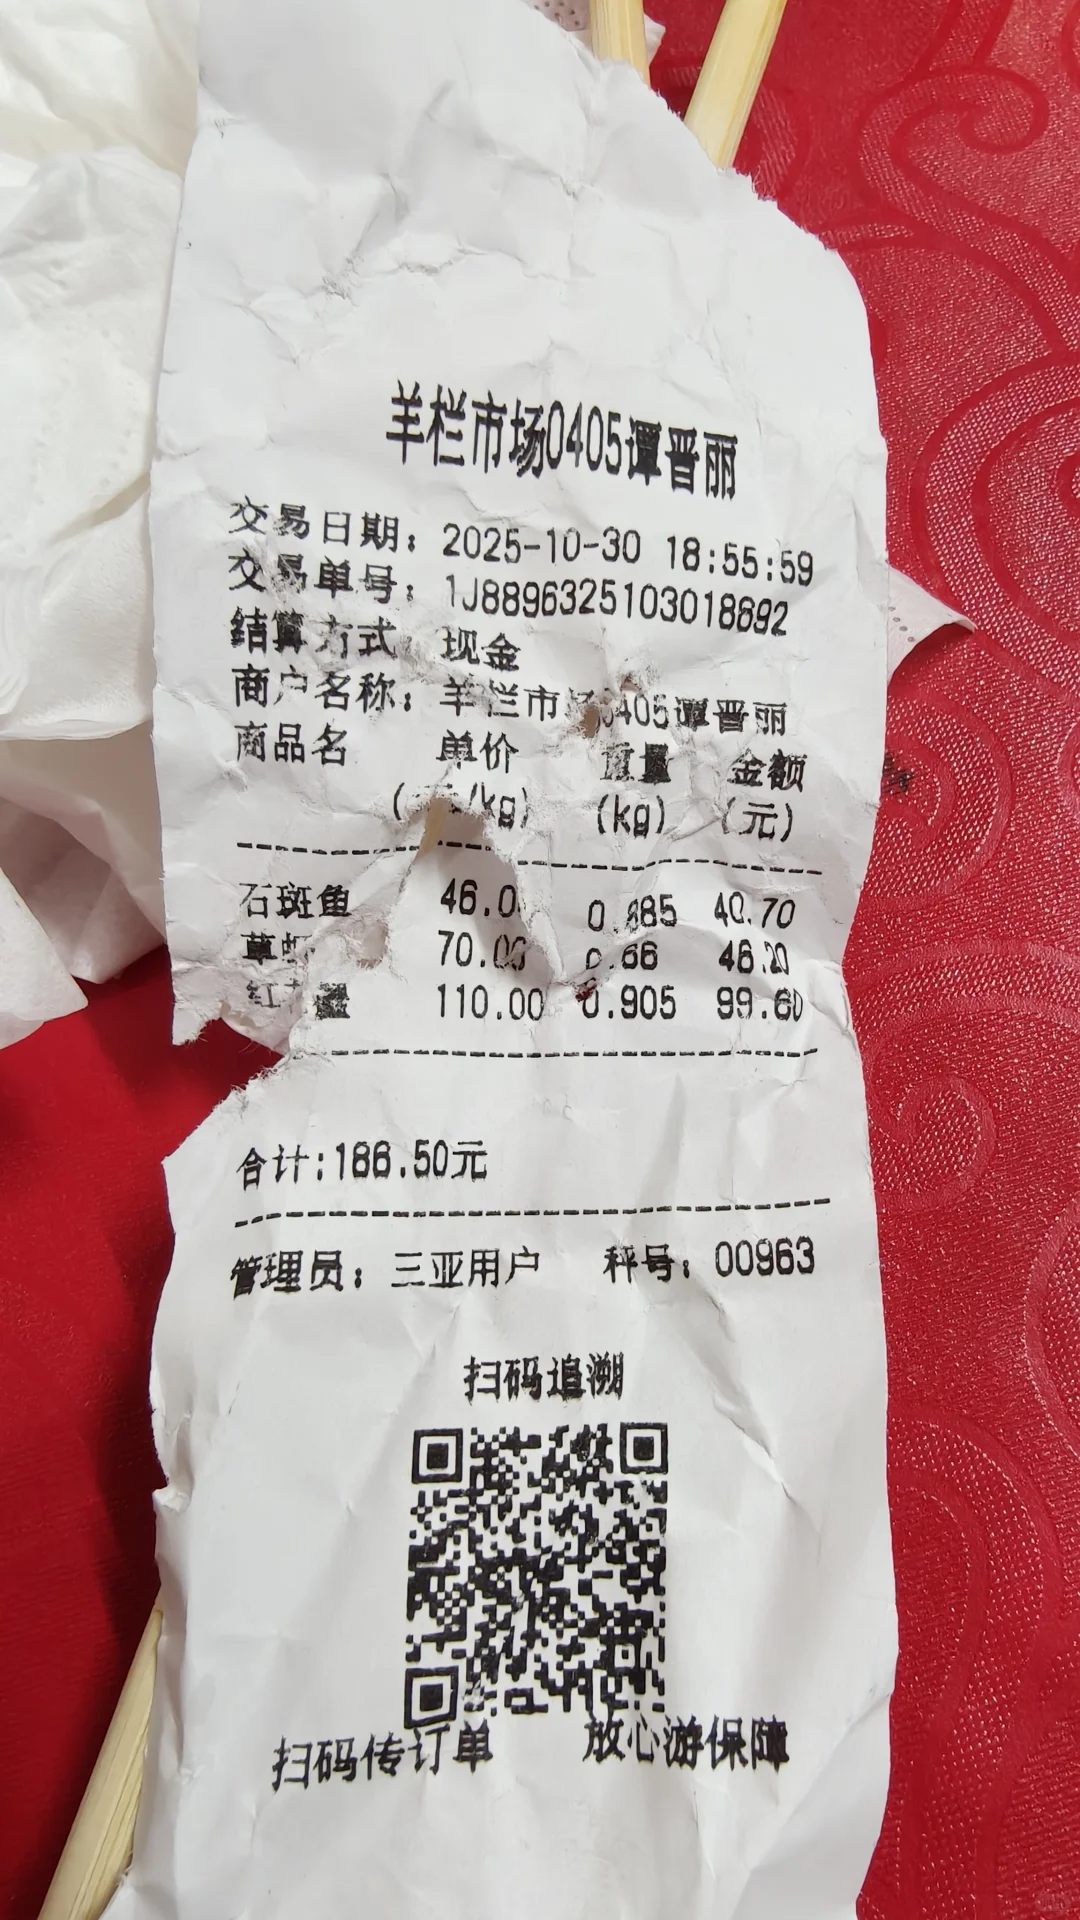 羊栏市场0405谭晋丽
交易日期：2025-10-30 18:55:59
交易单号：1J8896325103018692
结算方式：现金
商户名称：羊栏市场0405谭晋丽
商品名 单价 重量 金额
(kg) (kg) (元)
石斑鱼 46.0 0.885 40.70
草虾 70.00 0.66 46.20
红 110.00 0.905 99.60
合计:186.50元
管理员：三亚用户 秤号：00963
扫码追溯
扫码传订单 放心游保障